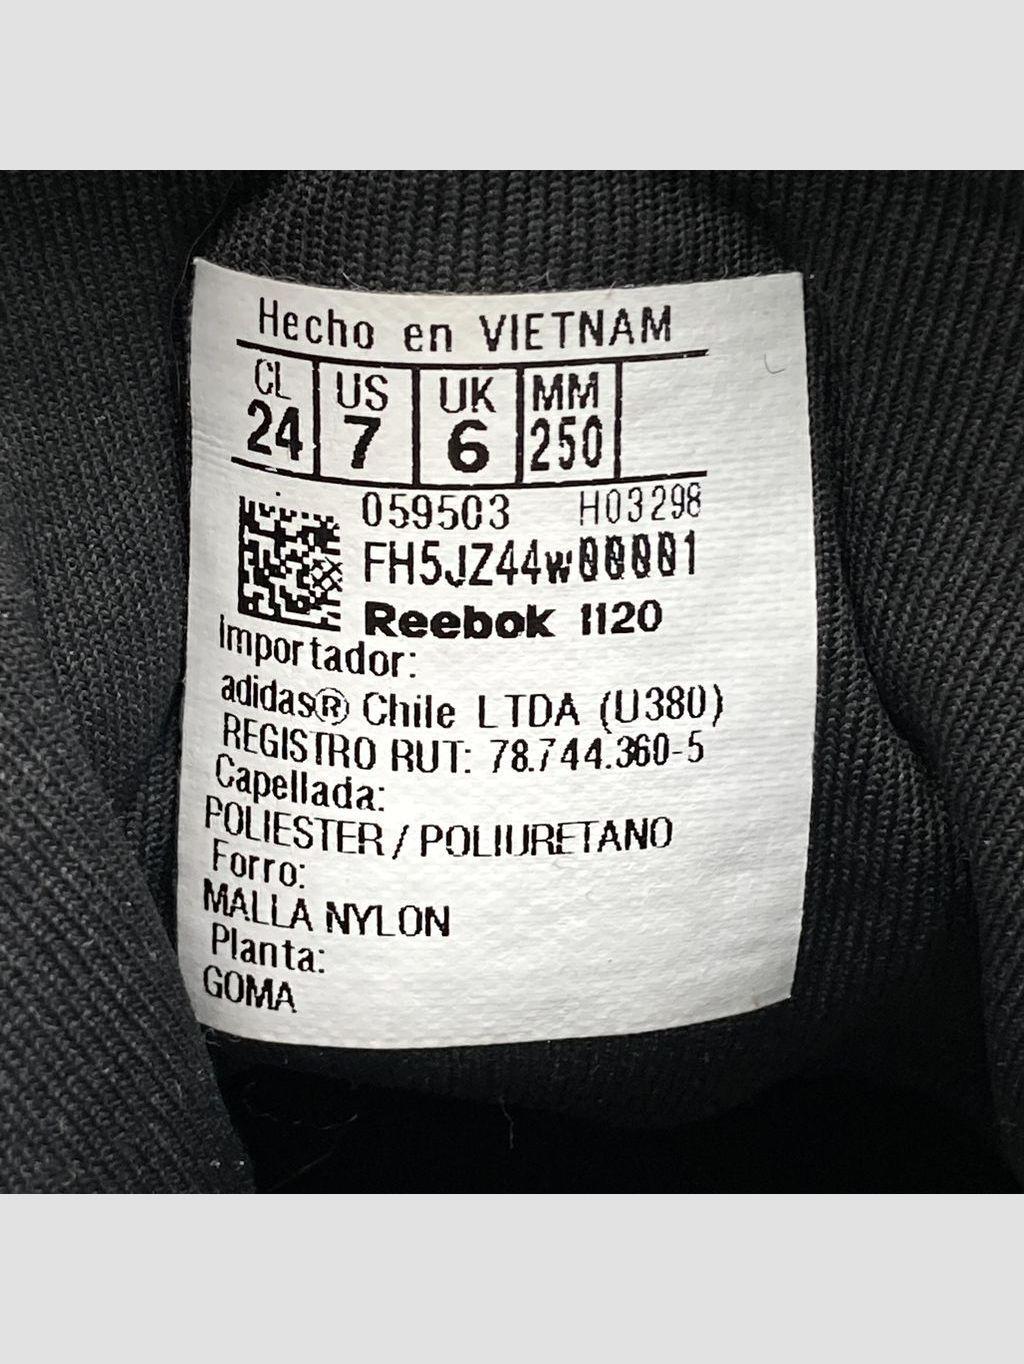 Hecho en VIETNAM
CL US UK MM
24 7 6 250
059503 H03298
FH5JZ44w00001
Reebok 1120
Importador:
adidas® Chile LTDA (U380)
REGISTRO RUT: 78.744.360-5
Capellada:
POLIESTER / POLIURETANO
Forro:
MALLA NYLON
Planta:
GOMA